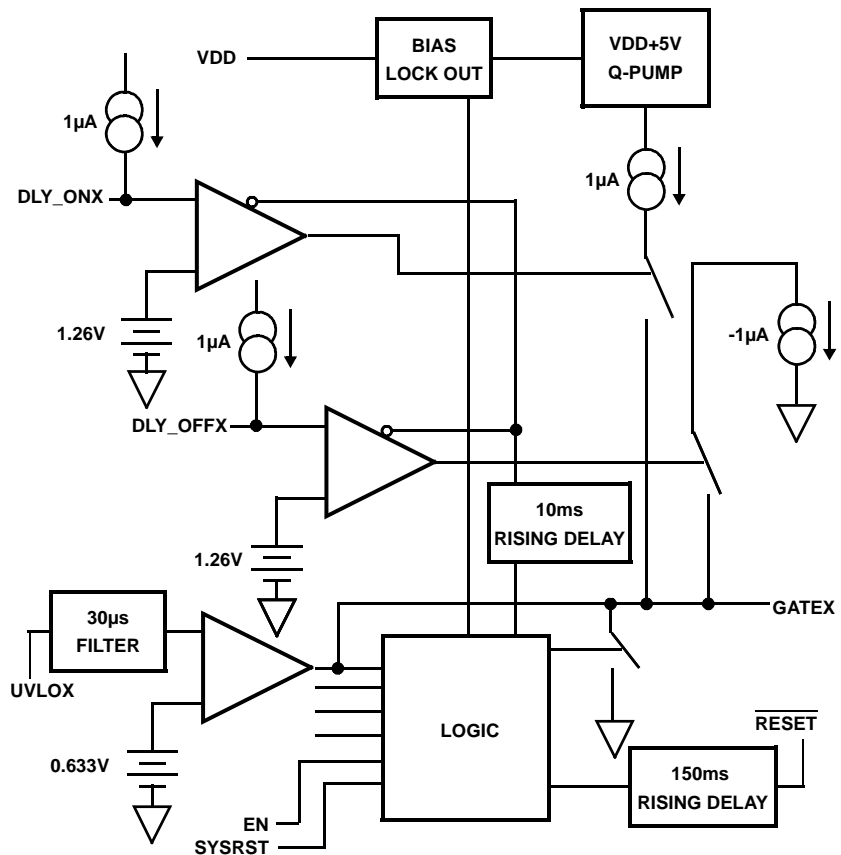 VDD
BIAS
LOCK OUT
VDD+5V
Q-PUMP
1µA
1µA
DLY_ONX
1.26V
1µA
-1µA
DLY_OFFX
10ms
RISING DELAY
1.26V
30µs
FILTER
GATEX
UVLOX
LOGIC
RESET
0.633V
150ms
RISING DELAY
EN
SYSRST